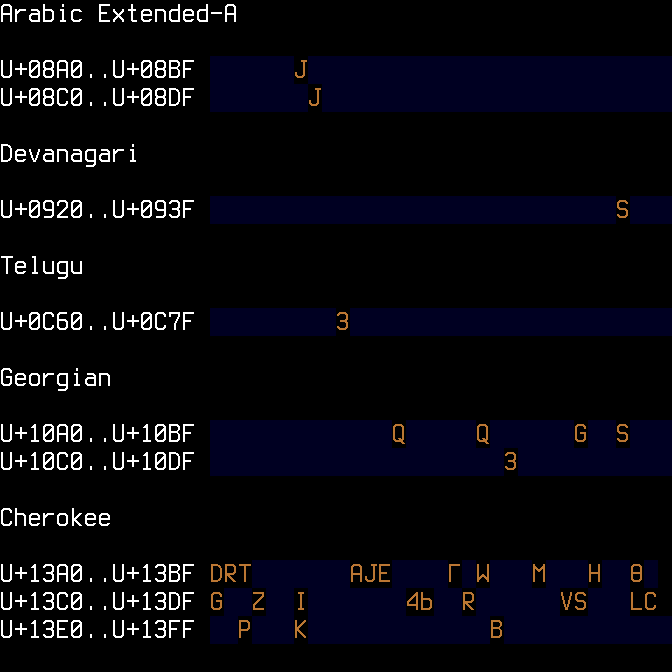 Arabic Extended-A
U+08A0..U+08BF J
U+08C0..U+08DF J
Devanagari
U+0920..U+093F S
Telugu
U+0C60..U+0C7F 3
Georgian
U+10A0..U+10BF Q Q G S
U+10C0..U+10DF 3
Cherokee
U+13A0..U+13BF DRT AJE Γ W M H θ
U+13C0..U+13DF G Z I 4b R VS LC
U+13E0..U+13FF P K B